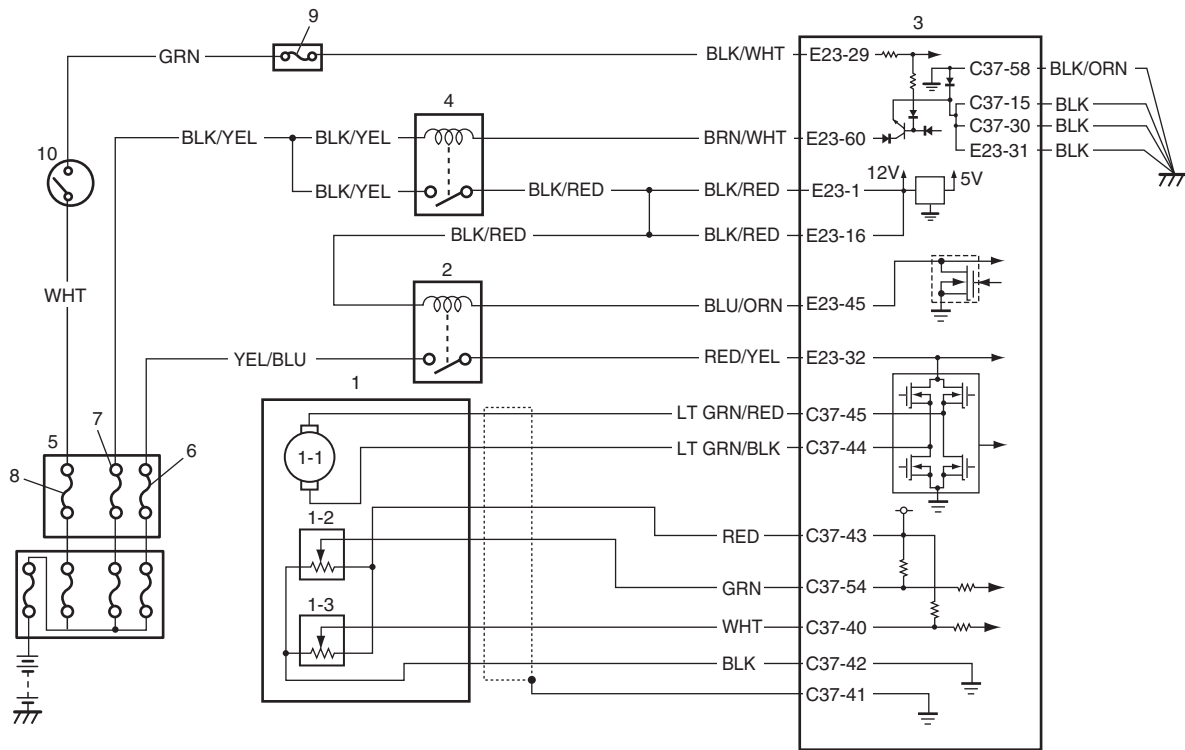 9
3
GRN
BLK/WHT
E23-29
C37-58
BLK/ORN
C37-15
BLK
C37-30
BLK
E23-31
BLK
4
BLK/YEL
BLK/YEL
BRN/WHT
E23-60
10
BLK/YEL
BLK/RED
BLK/RED
E23-1
12V
5V
BLK/RED
BLK/RED
E23-16
2
WHT
BLU/ORN
E23-45
YEL/BLU
RED/YEL
E23-32
1
LT GRN/RED
C37-45
1-1
LT GRN/BLK
C37-44
5
7
6
8
1-2
RED
C37-43
GRN
C37-54
1-3
WHT
C37-40
BLK
C37-42
C37-41